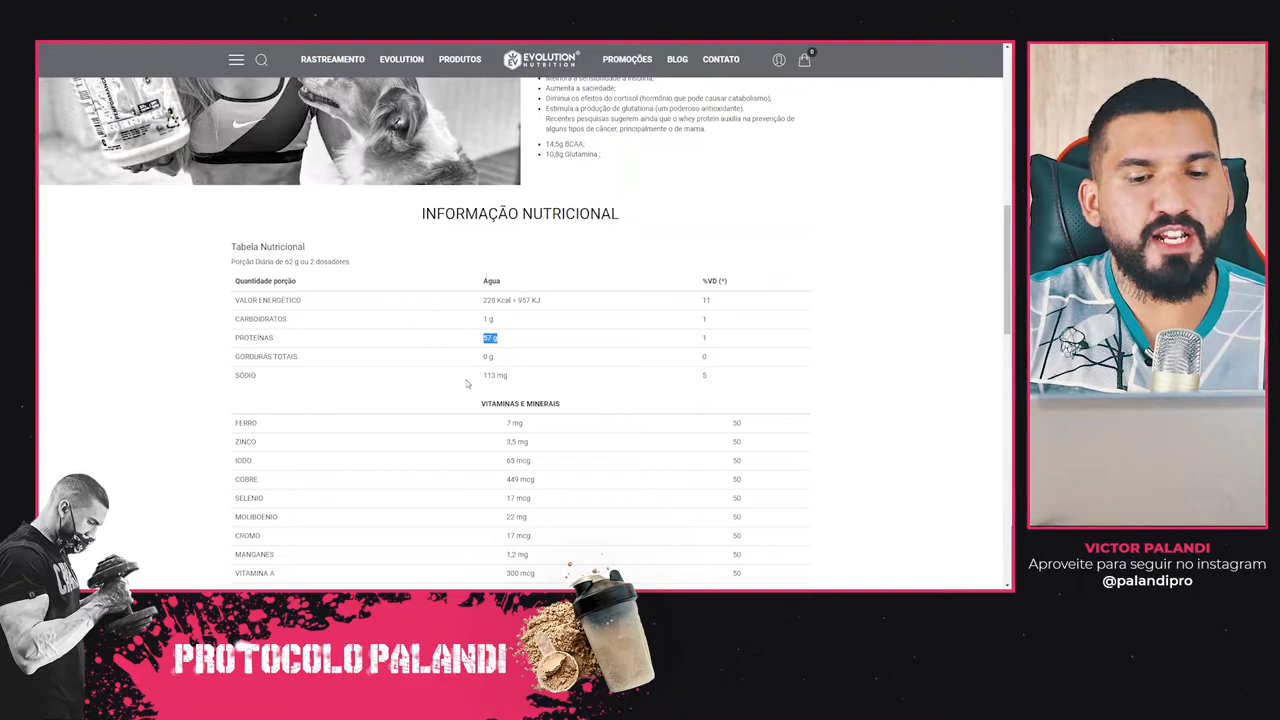 RASTREAMENTO EVOLUTION PRODUTOS EVOLUTION NUTRITION PROMOÇÕES BLOG CONTATO 0
Melhora a sensibilidade à insulina;
Aumenta a saciedade;
Diminui os efeitos do cortisol (hormônio que pode causar catabolismo);
Estimula a produção de glutationa (um poderoso antioxidante).
Recentes pesquisas sugerem ainda que o whey protein auxilia na prevenção de
alguns tipos de câncer, principalmente o de mama.
14,5g BCAA;
10,8g Glutamina ;
INFORMAÇÃO NUTRICIONAL
Tabela Nutricional
Porção Diária de 62 g ou 2 dosadores
Quantidade porção Água %VD (*)
VALOR ENERGÉTICO 228 Kcal = 957 KJ 11
CARBOIDRATOS 1 g 1
PROTEÍNAS 57 g 1
GORDURAS TOTAIS 0 g 0
SÓDIO 113 mg 5
VITAMINAS E MINERAIS
FERRO 7 mg 50
ZINCO 3,5 mg 50
IODO 65 mcg 50
COBRE 449 mcg 50
SELENIO 17 mcg 50
MOLIBOENIO 22 mg 50
CROMO 17 mcg 50
MANGANES 1,2 mg 50
VITAMINA A 300 mcg 50
VICTOR PALANDI
Aproveite para seguir no instagram
@palandipro
PROTOCOLO PALANDI